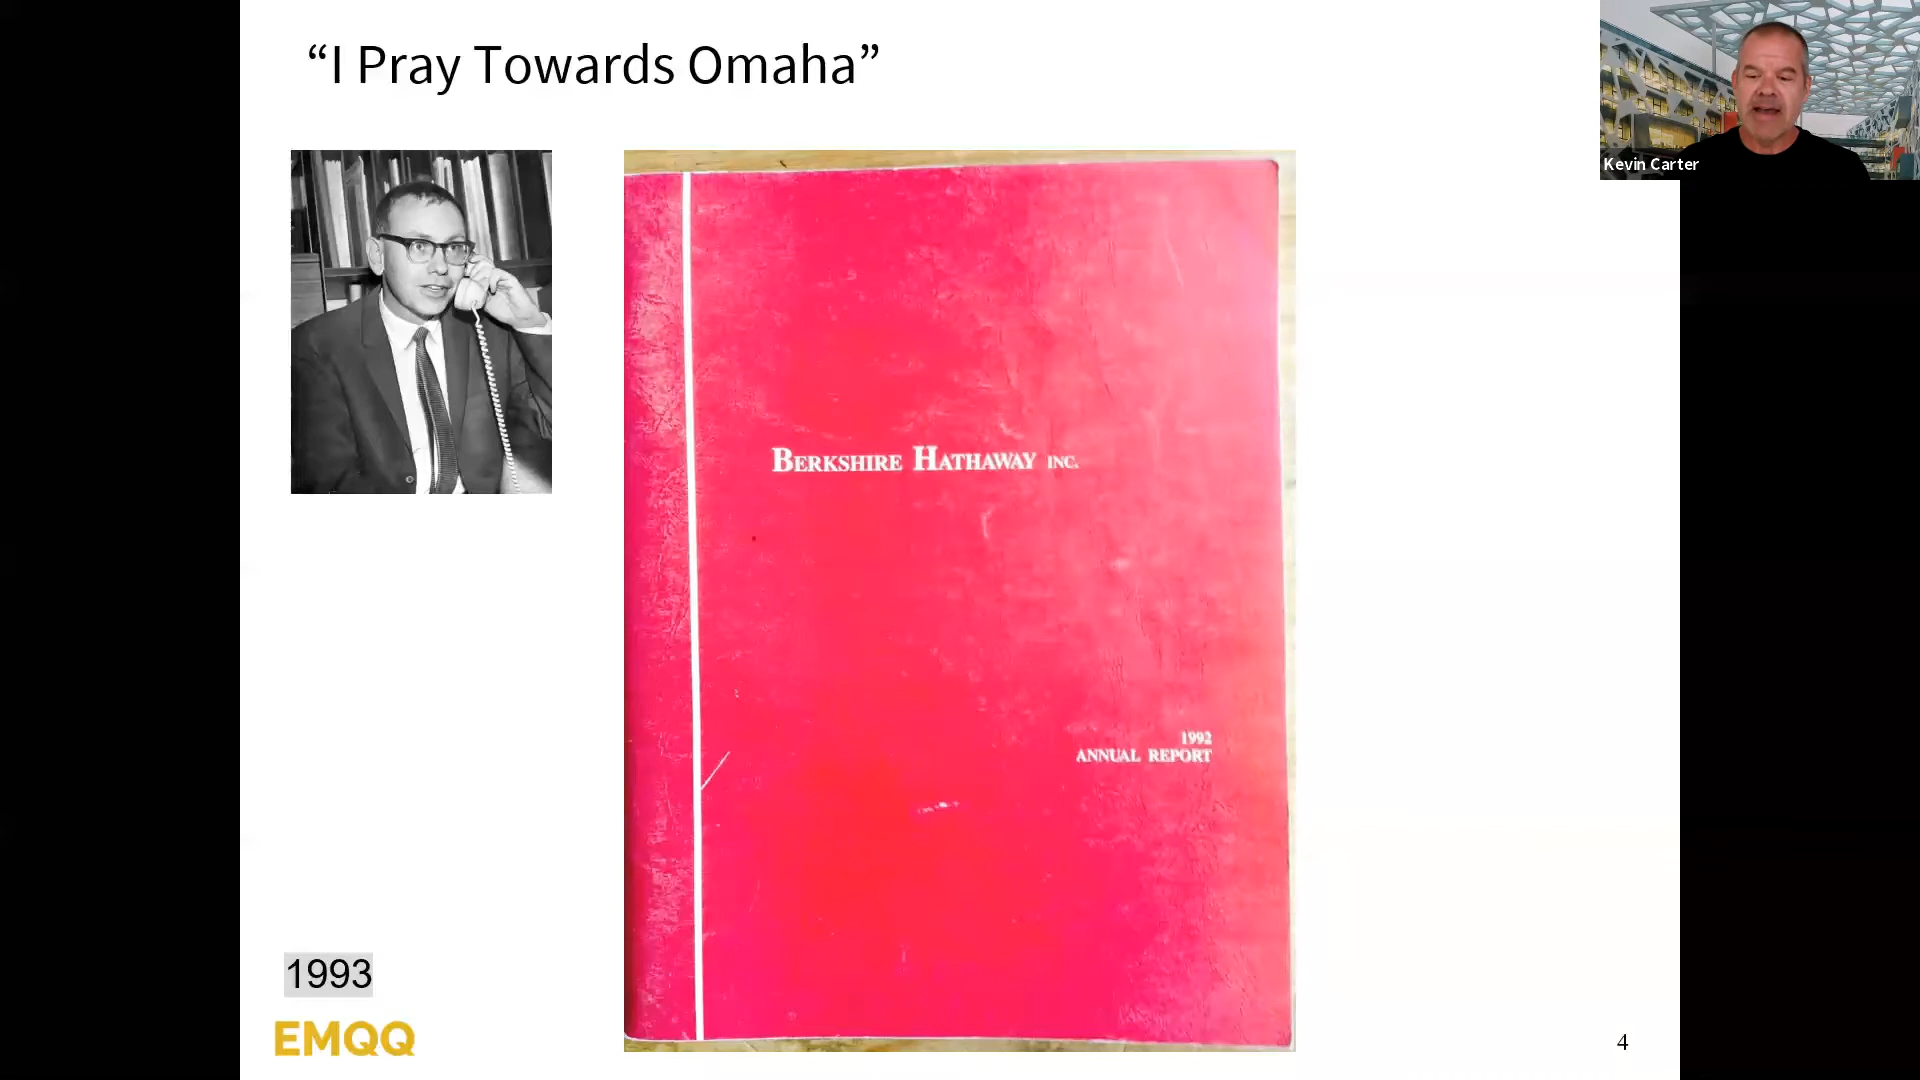 “I Pray Towards Omaha”
Kevin Carter
BERKSHIRE HATHAWAY INC.
1992
ANNUAL REPORT
1993
EMQQ
4